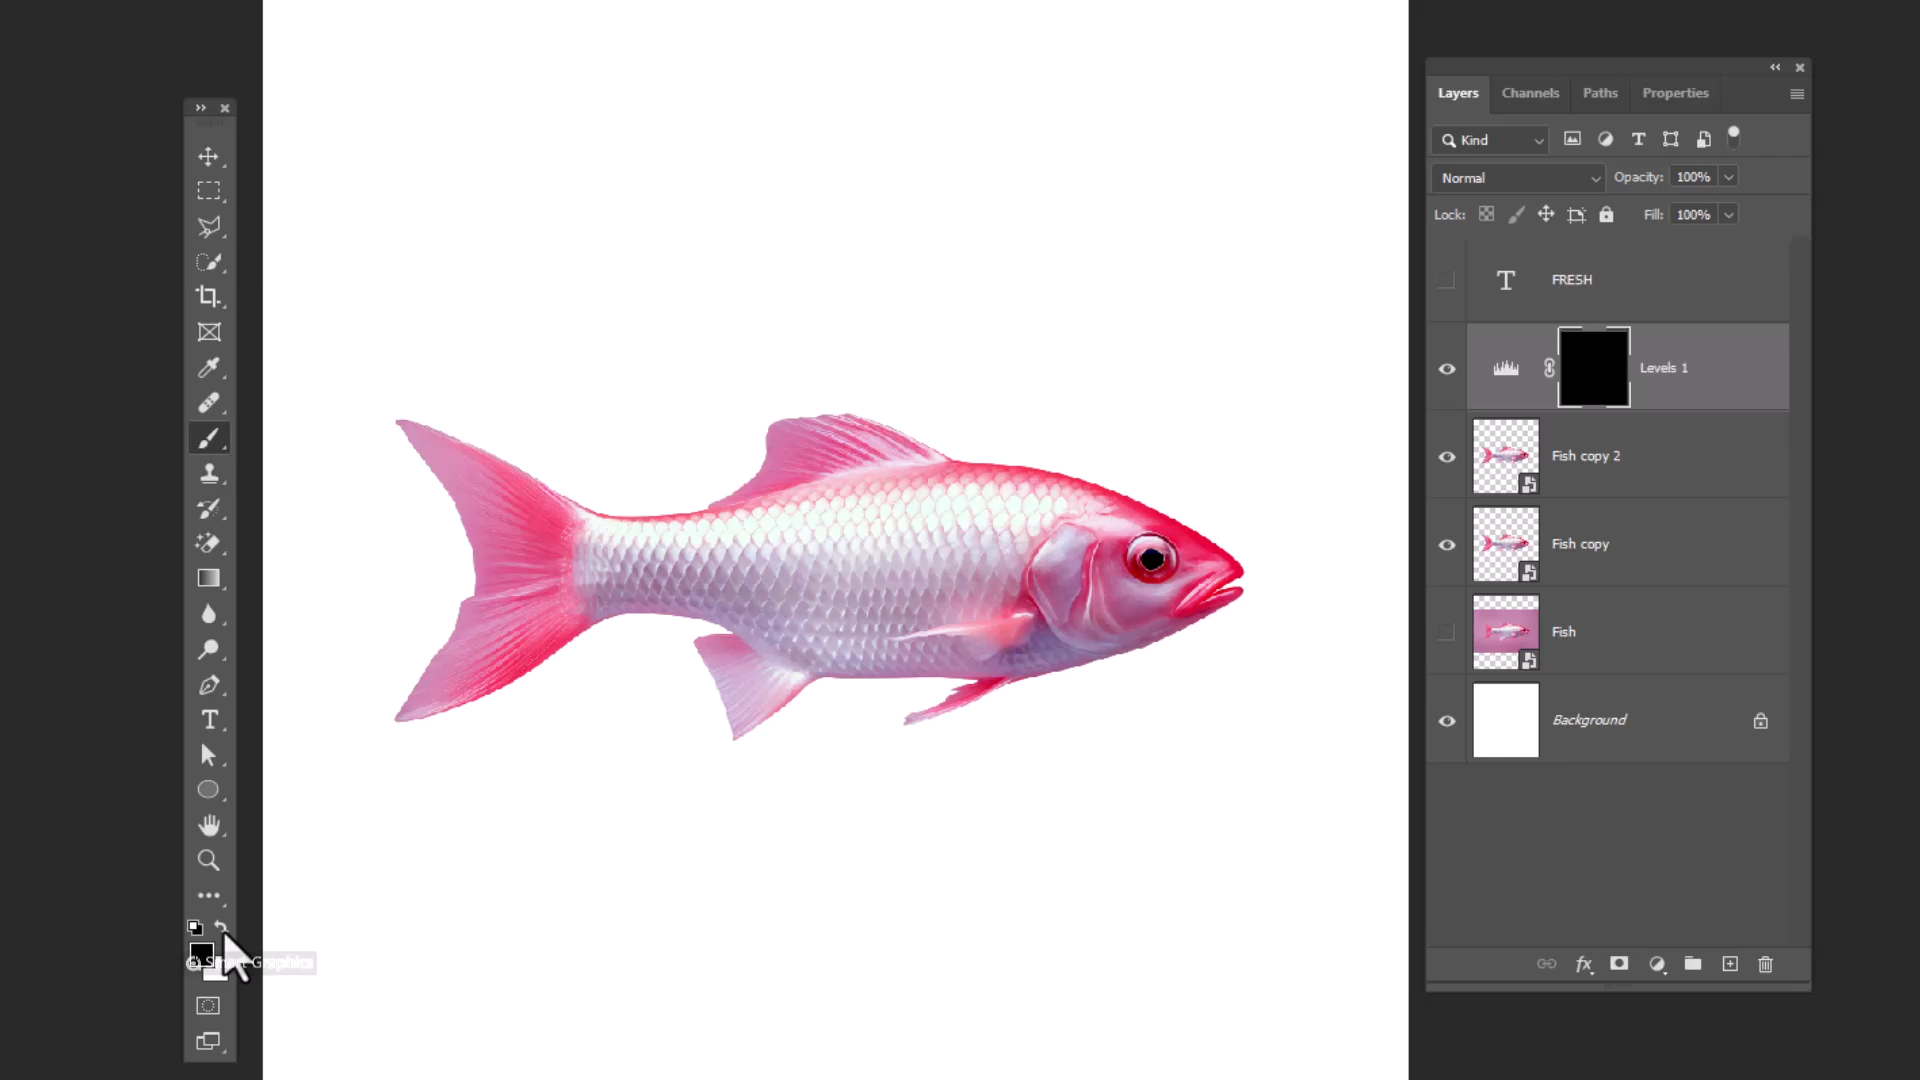 Layers Channels Paths Properties
Kind
Normal Opacity: 100%
Lock: Fill: 100%
FRESH
Levels 1
Fish copy 2
Fish copy
Fish
Background